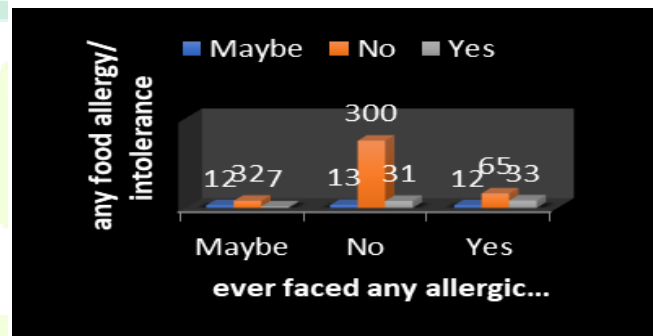 Maybe No Yes
any food allergy/
intolerance
300
12 32 7 13 31 12 65 33
Maybe No Yes
ever faced any allergic...